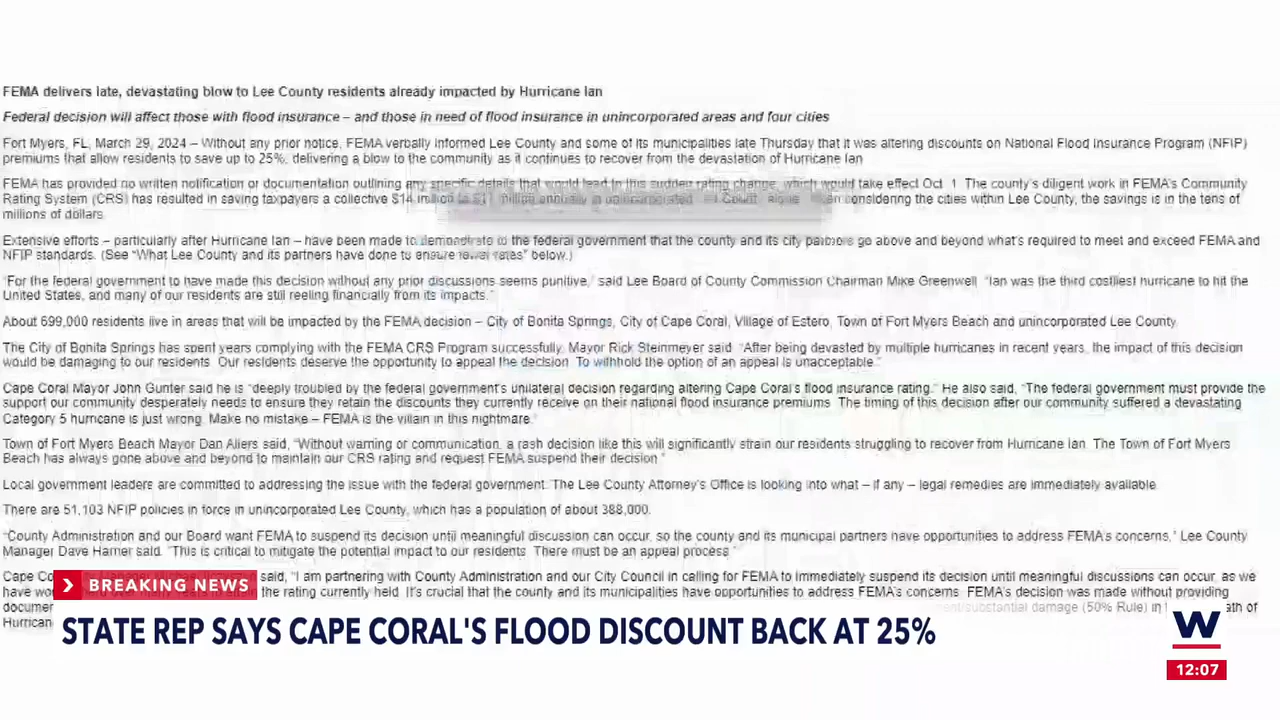 FEMA delivers late, devastating blow to Lee County residents already impacted by Hurricane Ian
Federal decision will affect those with flood insurance – and those in need of flood insurance in unincorporated areas and four cities
Fort Myers, FL, March 29, 2024 – Without any prior notice, FEMA verbally informed Lee County and some of its municipalities late Thursday that it was altering discounts on National Flood Insurance Program (NFIP)
premiums that allow residents to save up to 25%, delivering a blow to the community as it continues to recover from the devastation of Hurricane Ian
FEMA has provided no written notification or documentation outlining any specific details that would lead to this sudden rating change, which would take effect Oct. 1. The county's diligent work in FEMA's Community
Rating System (CRS) has resulted in saving taxpayers a collective $14 million to million annually in unincorporated considering the cities within Lee County, the savings is in the tens of
millions of dollars.
Extensive efforts – particularly after Hurricane Ian – have been made to demonstrate to the federal government that the county and its city partners go above and beyond what's required to meet and exceed FEMA and
NFIP standards. (See "What Lee County and its partners have done to ensure lower rates" below.)
"For the federal government to have made this decision without any prior discussions seems punitive," said Lee Board of County Commission Chairman Mike Greenwell. "Ian was the third costliest hurricane to hit the
United States, and many of our residents are still reeling financially from its impacts."
About 699,000 residents live in areas that will be impacted by the FEMA decision – City of Bonita Springs, City of Cape Coral, Village of Estero, Town of Fort Myers Beach and unincorporated Lee County.
The City of Bonita Springs has spent years complying with the FEMA CRS Program successfully. Mayor Rick Steinmeyer said. "After being devasted by multiple hurricanes in recent years, the impact of this decision
would be damaging to our residents. Our residents deserve the opportunity to appeal the decision. To withhold the option of an appeal is unacceptable."
Cape Coral Mayor John Gunter said he is "deeply troubled by the federal government's unilateral decision regarding altering Cape Coral's flood insurance rating." He also said, "The federal government must provide the
support our community desperately needs to ensure they retain the discounts they currently receive on their national flood insurance premiums. The timing of this decision after our community suffered a devastating
Category 5 hurricane is just wrong. Make no mistake – FEMA is the villain in this nightmare."
Town of Fort Myers Beach Mayor Dan Allers said, "Without warning or communication, a rash decision like this will significantly strain our residents struggling to recover from Hurricane Ian. The Town of Fort Myers
Beach has always gone above and beyond to maintain our CRS rating and request FEMA suspend their decision."
Local government leaders are committed to addressing the issue with the federal government. The Lee County Attorney's Office is looking into what – if any – legal remedies are immediately available.
There are 51,103 NFIP policies in force in unincorporated Lee County, which has a population of about 388,000.
"County Administration and our Board want FEMA to suspend its decision until meaningful discussion can occur, so the county and its municipal partners have opportunities to address FEMA's concerns," Lee County
Manager Dave Harner said. "This is critical to mitigate the potential impact to our residents. There must be an appeal process."
Cape said, "I am partnering with County Administration and our City Council in calling for FEMA to immediately suspend its decision until meaningful discussions can occur, as we
have the rating currently held. It's crucial that the county and its municipalities have opportunities to address FEMA's concerns. FEMA's decision was made without providing
substantial damage (50% Rule) in
BREAKING NEWS
STATE REP SAYS CAPE CORAL'S FLOOD DISCOUNT BACK AT 25%
W
12:07